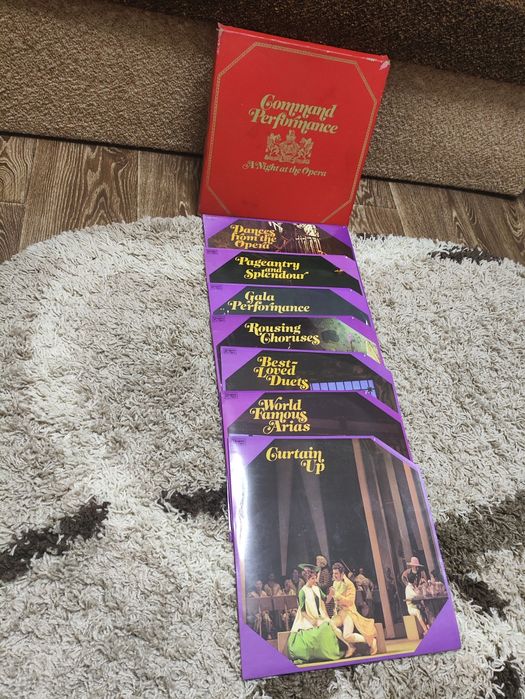 Command
Performance
A Night at the Opera
Dances
from the
Opera
Pageantry
and
Splendour
Gala
Performance
Rousing
Choruses
Best-
Loved
Duets
World
Famous
Arias
Curtain
Up